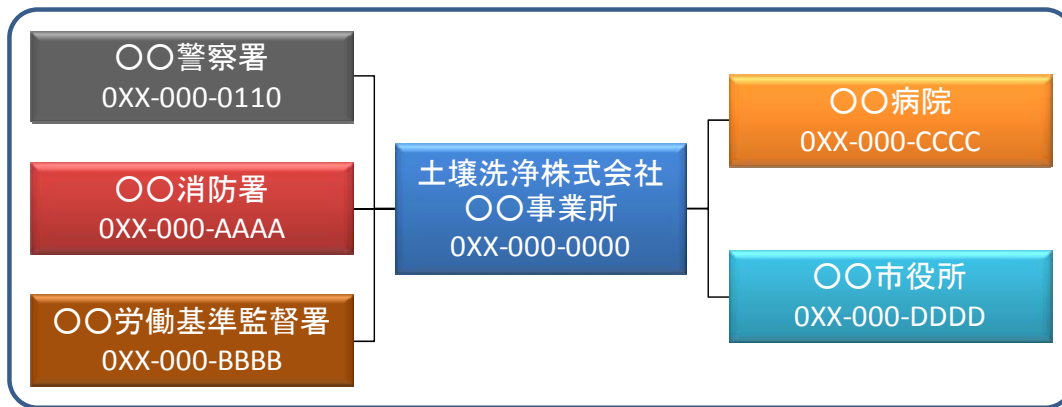 〇〇警察署
0XX-000-0110
〇〇消防署
0XX-000-AAAA
〇〇労働基準監督署
0XX-000-BBBB
土壌洗浄株式会社
〇〇事業所
0XX-000-0000
〇〇病院
0XX-000-CCCC
〇〇市役所
0XX-000-DDDD